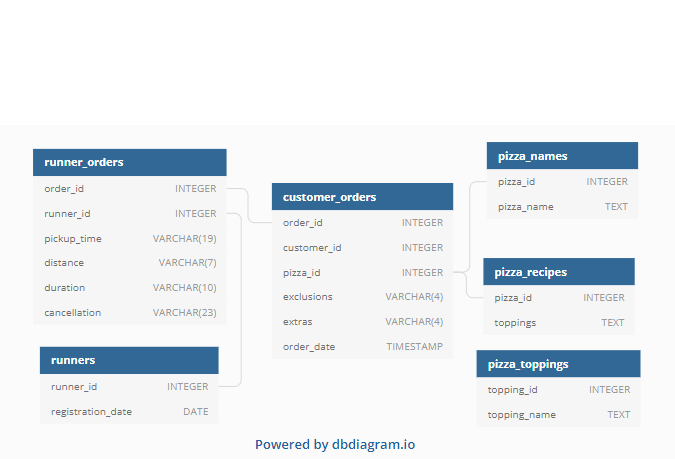 runner_orders
order_id INTEGER
runner_id INTEGER
pickup_time VARCHAR(19)
distance VARCHAR(7)
duration VARCHAR(10)
cancellation VARCHAR(23)
runners
runner_id INTEGER
registration_date DATE
customer_orders
order_id INTEGER
customer_id INTEGER
pizza_id INTEGER
exclusions VARCHAR(4)
extras VARCHAR(4)
order_date TIMESTAMP
pizza_names
pizza_id INTEGER
pizza_name TEXT
pizza_recipes
pizza_id INTEGER
toppings TEXT
pizza_toppings
topping_id INTEGER
topping_name TEXT
Powered by dbdiagram.io